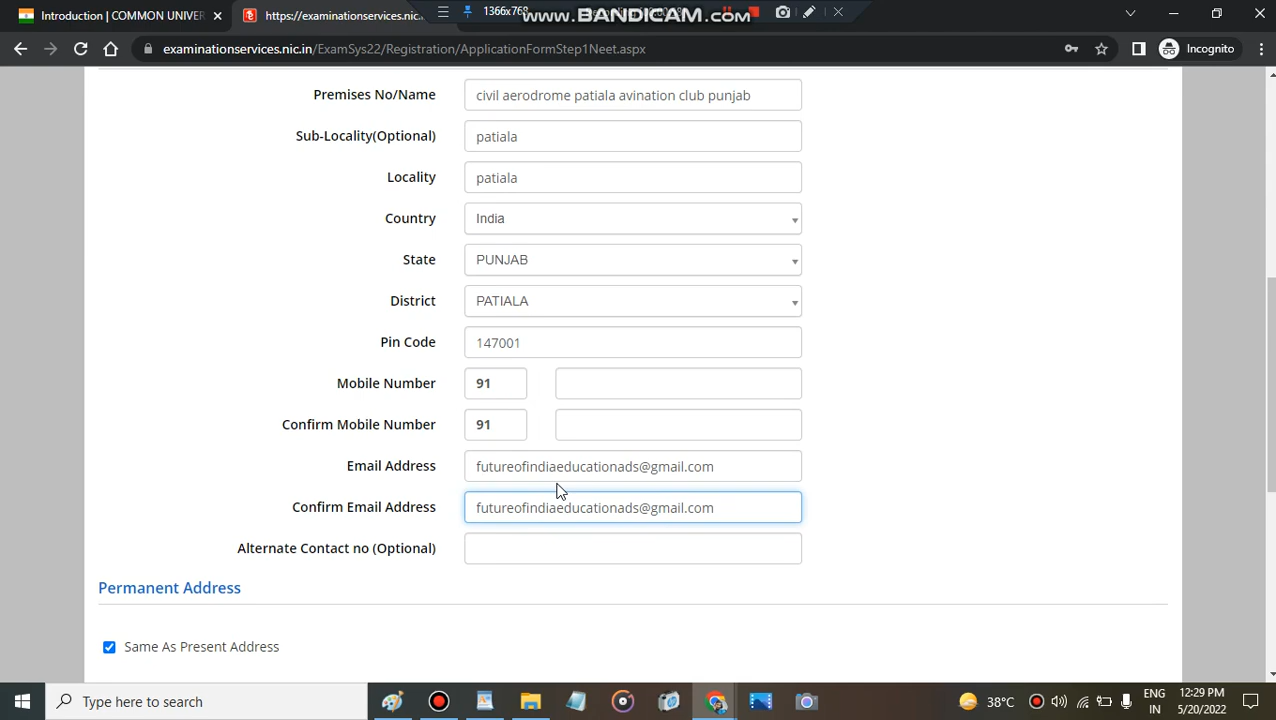 Introduction | COMMON UNIVER
https://examinationservices.nic.in
1366x768
www.BANDICAM.com
examinationservices.nic.in/ExamSys22/Registration/ApplicationFormStep1Neet.aspx
Incognito
Premises No/Name civil aerodrome patiala avination club punjab
Sub-Locality(Optional) patiala
Locality patiala
Country India
State PUNJAB
District PATIALA
Pin Code 147001
Mobile Number 91
Confirm Mobile Number 91
Email Address futureofindiaeducationads@gmail.com
Confirm Email Address futureofindiaeducationads@gmail.com
Alternate Contact no (Optional)
Permanent Address
Same As Present Address
Type here to search
38°C
ENG
IN
12:29 PM
5/20/2022